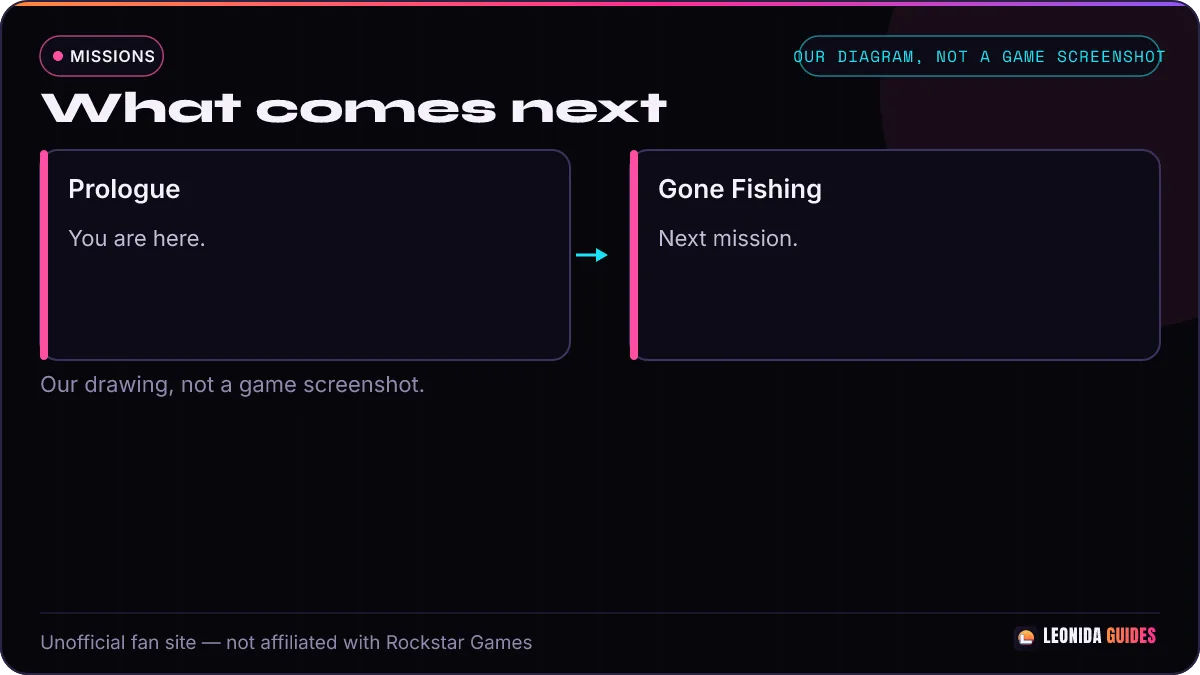 MISSIONS
OUR DIAGRAM, NOT A GAME SCREENSHOT
What comes next
Prologue
You are here.
Gone Fishing
Next mission.
Our drawing, not a game screenshot.
Unofficial fan site — not affiliated with Rockstar Games
LEONIDA GUIDES